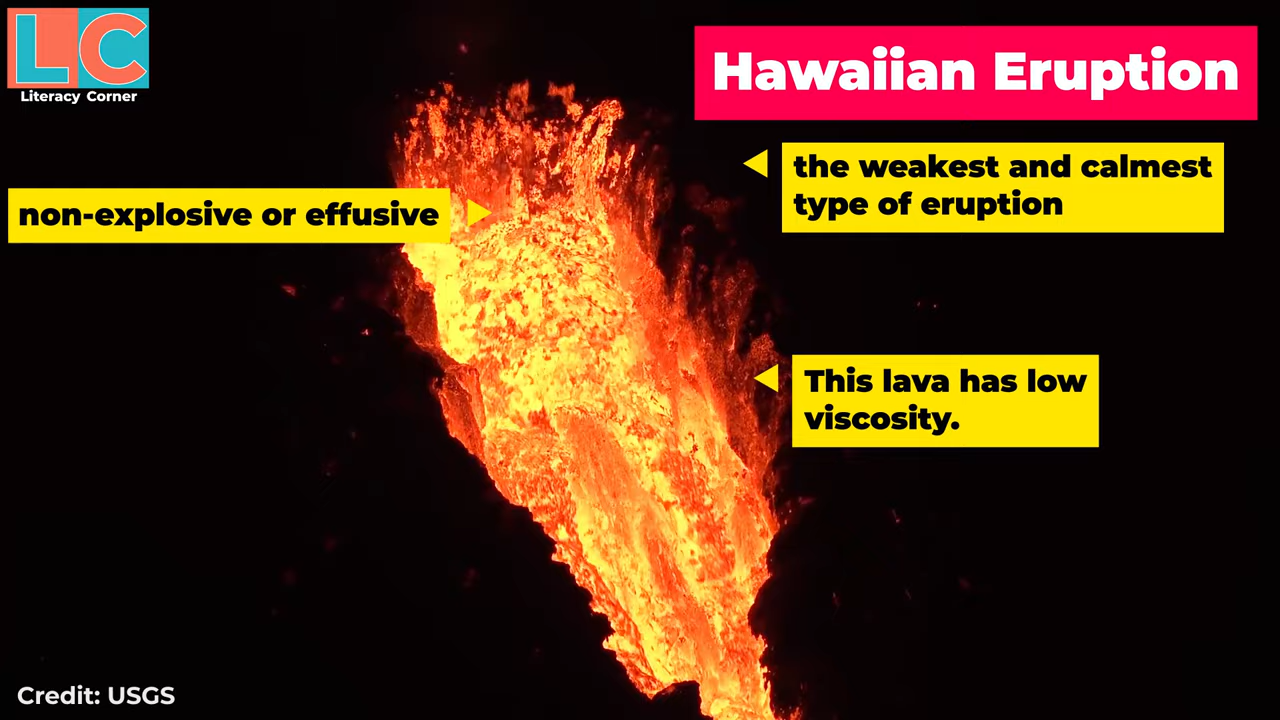 LC
Literacy Corner
Hawaiian Eruption
the weakest and calmest
type of eruption
non-explosive or effusive
This lava has low
viscosity.
Credit: USGS